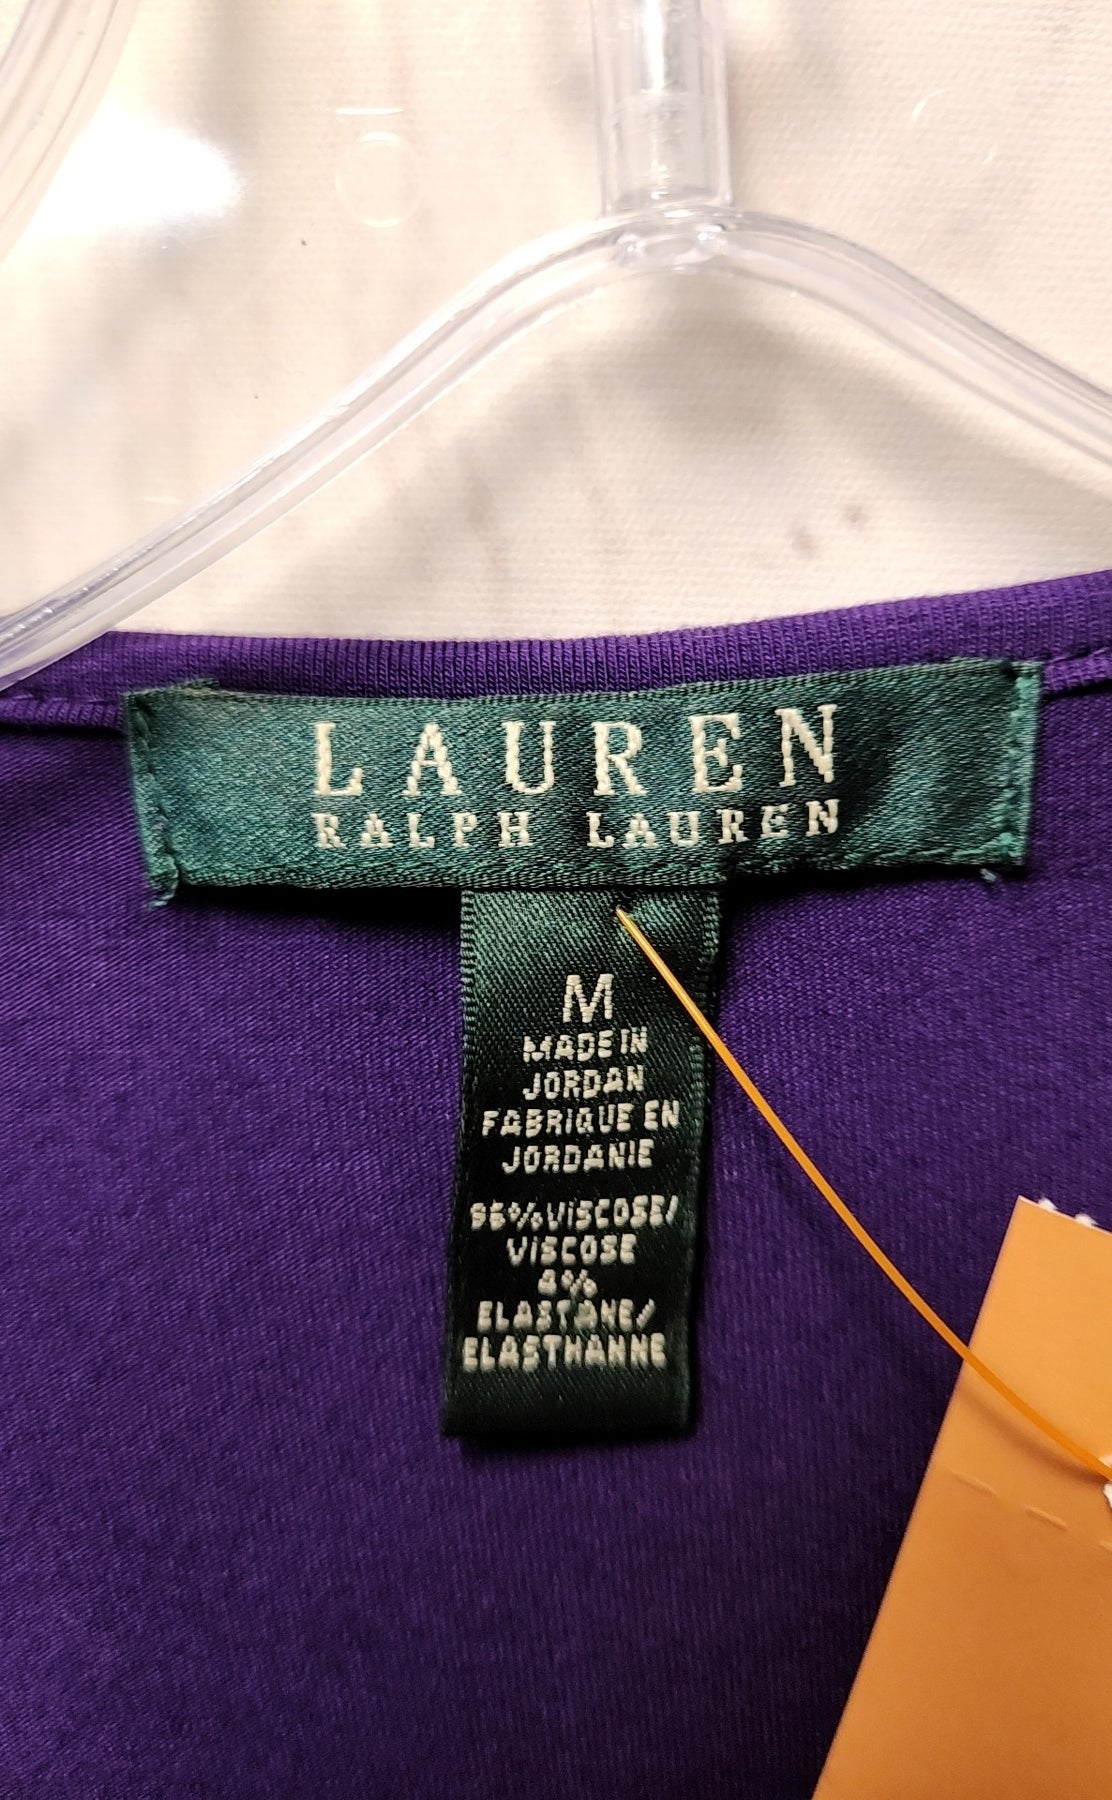 LAUREN
RALPH LAUREN
M
MADE IN
JORDAN
FABRIQUE EN
JORDANIE
96% VISCOSE/
VISCOSE
4%
ELASTANE/
ELASTHANNE